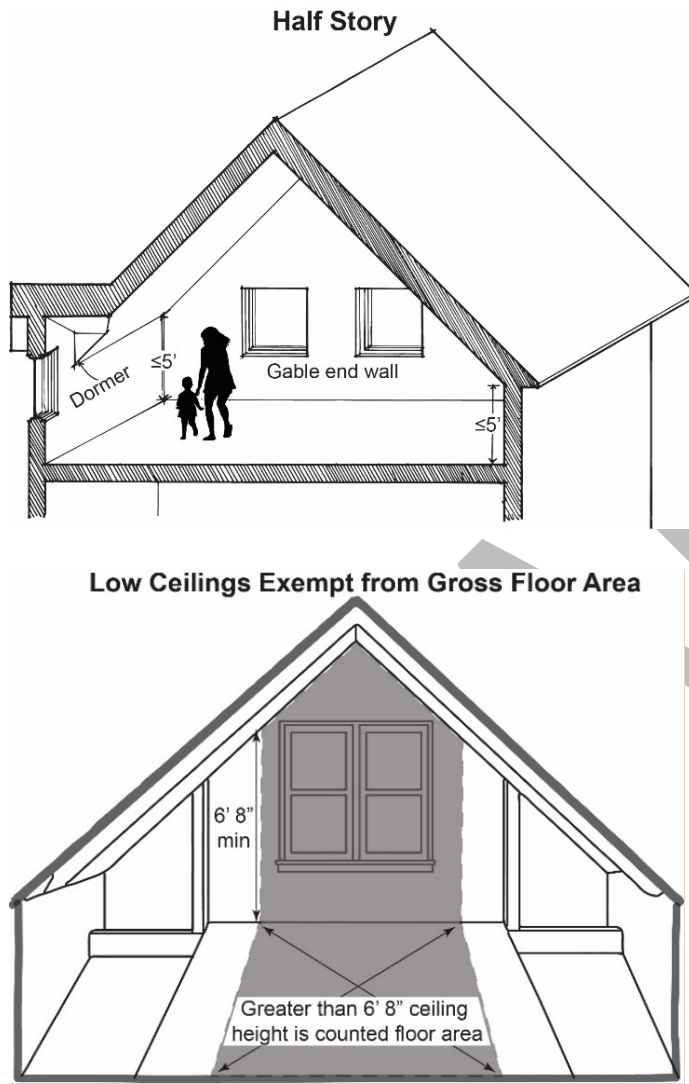 Half Story
≤5'
Dormer
Gable end wall
≤5'
Low Ceilings Exempt from Gross Floor Area
6' 8”
min
Greater than 6' 8” ceiling
height is counted floor area